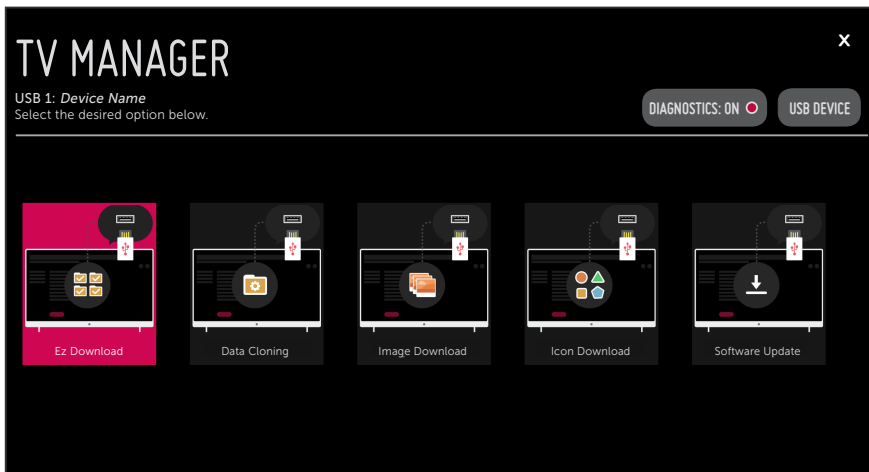 TV MANAGER
X
USB 1: Device Name
Select the desired option below.
DIAGNOSTICS: ON
USB DEVICE
Ez Download
Data Cloning
Image Download
Icon Download
Software Update